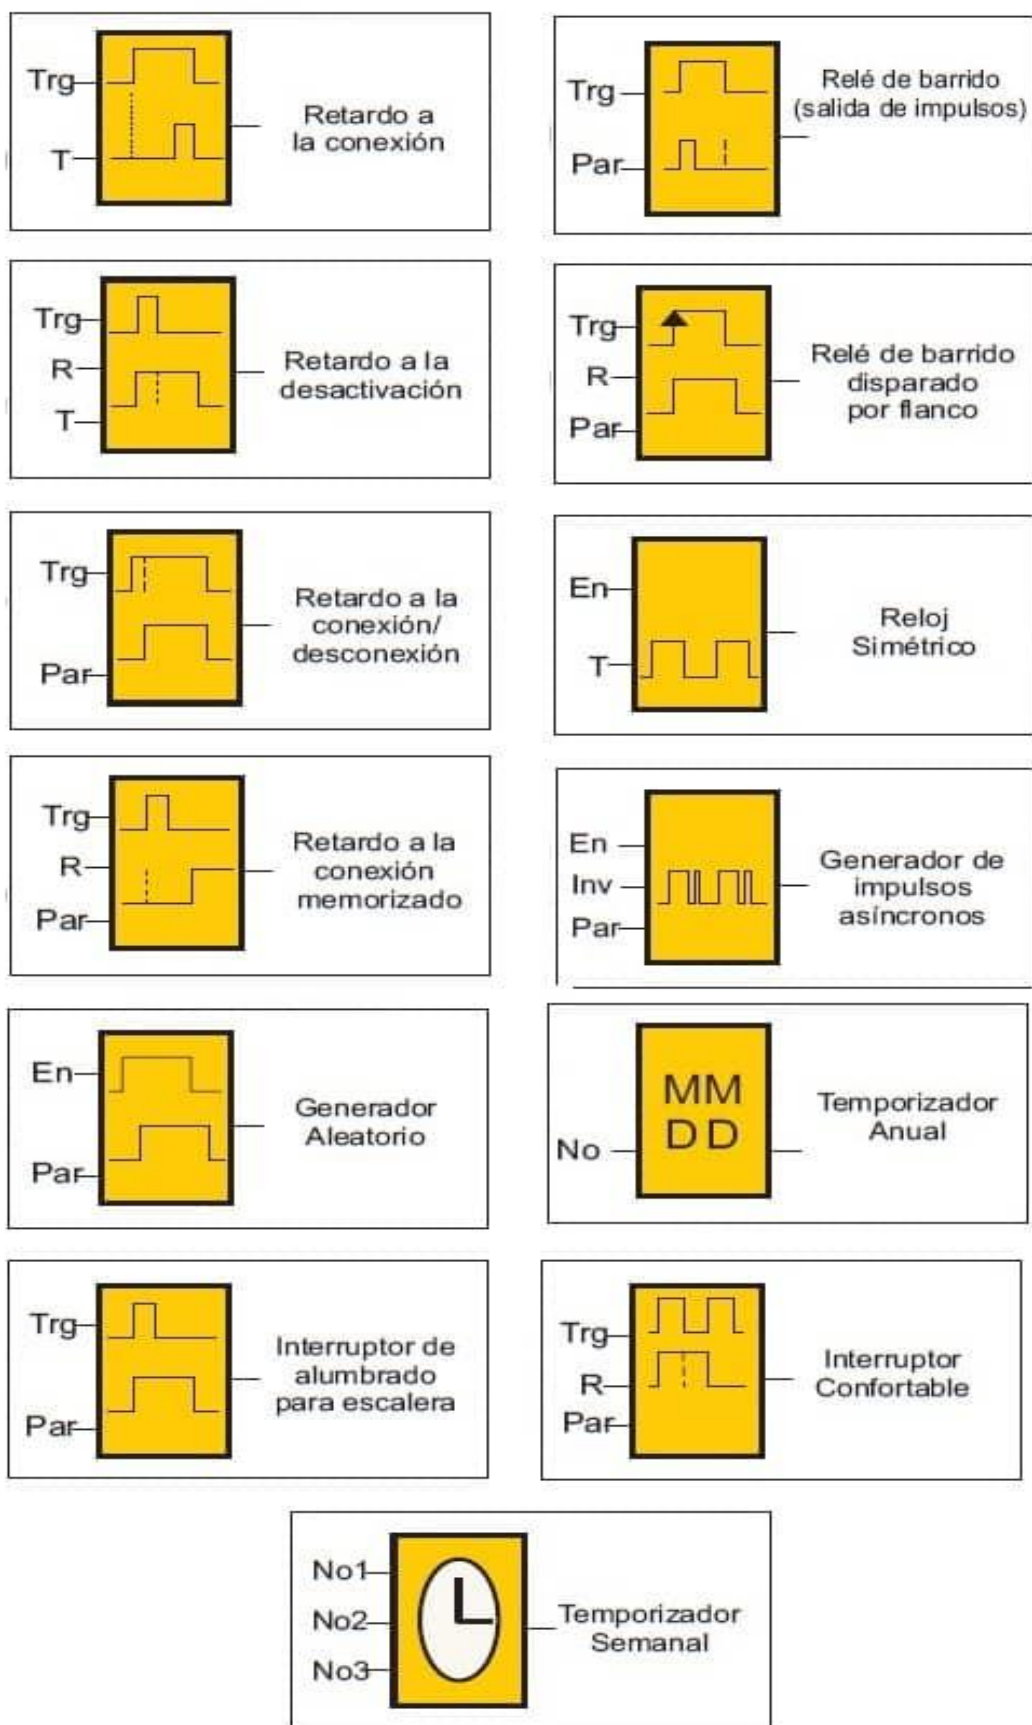 Trg
T
Retardo a
la conexión
Trg
Par
Relé de barrido
(salida de impulsos)
Trg
R
T
Retardo a la
desactivación
Trg
R
Par
Relé de barrido
disparado
por flanco
Trg
Par
Retardo a la
conexión/
desconexión
En
T
Reloj
Simétrico
Trg
R
Par
Retardo a la
conexión
memorizado
En
Inv
Par
Generador de
impulsos
asíncronos
En
Par
Generador
Aleatorio
MM
DD
No
Temporizador
Anual
Trg
Par
Interruptor de
alumbrado
para escalera
Trg
R
Par
Interruptor
Confortable
No1
No2
No3
Temporizador
Semanal